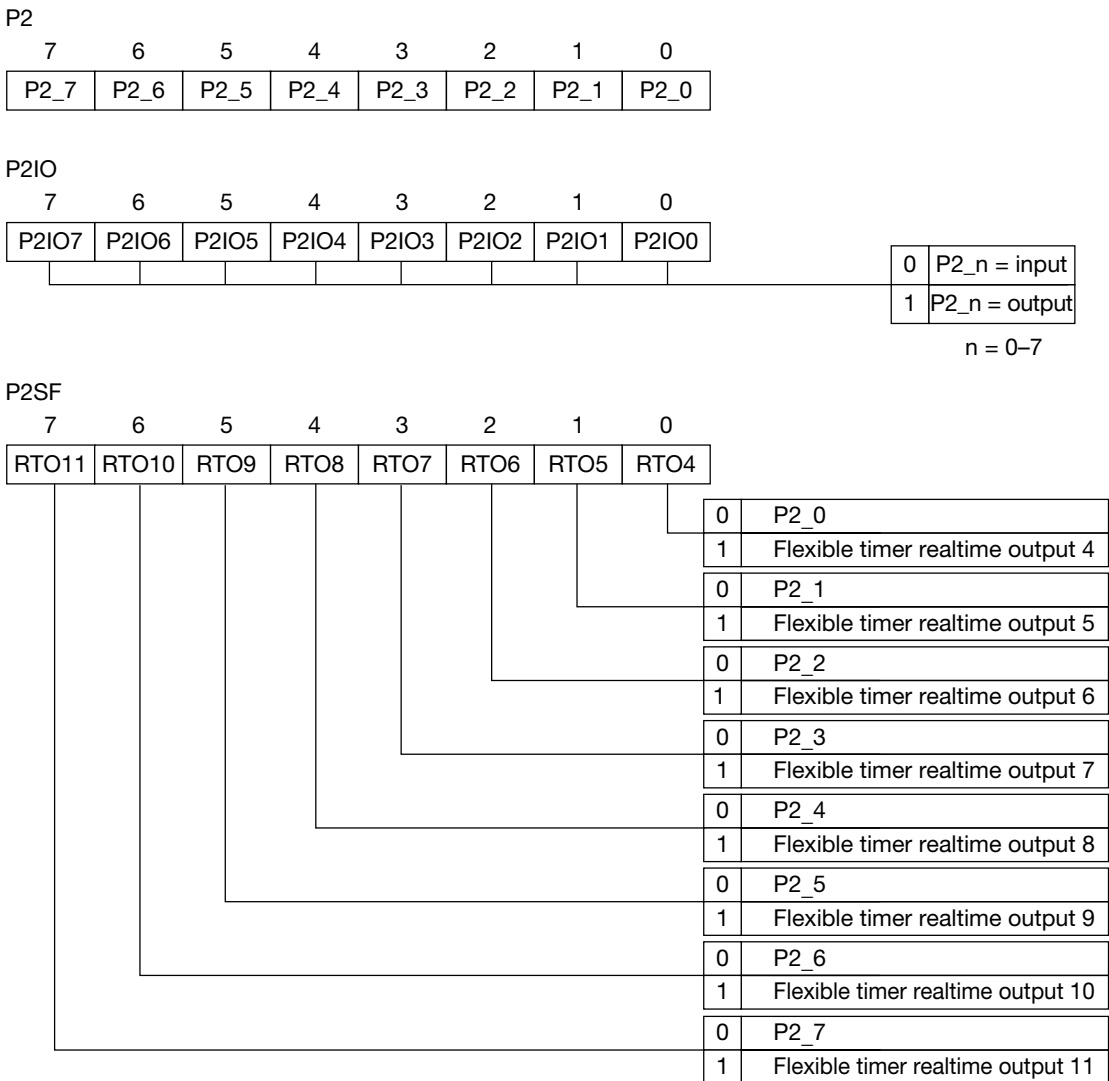 P2
7 6 5 4 3 2 1 0
P2_7 P2_6 P2_5 P2_4 P2_3 P2_2 P2_1 P2_0
P2IO
7 6 5 4 3 2 1 0
P2IO7 P2IO6 P2IO5 P2IO4 P2IO3 P2IO2 P2IO1 P2IO0
0 P2_n = input
1 P2_n = output
n = 0–7
P2SF
7 6 5 4 3 2 1 0
RTO11 RTO10 RTO9 RTO8 RTO7 RTO6 RTO5 RTO4
0 P2_0
1 Flexible timer realtime output 4
0 P2_1
1 Flexible timer realtime output 5
0 P2_2
1 Flexible timer realtime output 6
0 P2_3
1 Flexible timer realtime output 7
0 P2_4
1 Flexible timer realtime output 8
0 P2_5
1 Flexible timer realtime output 9
0 P2_6
1 Flexible timer realtime output 10
0 P2_7
1 Flexible timer realtime output 11